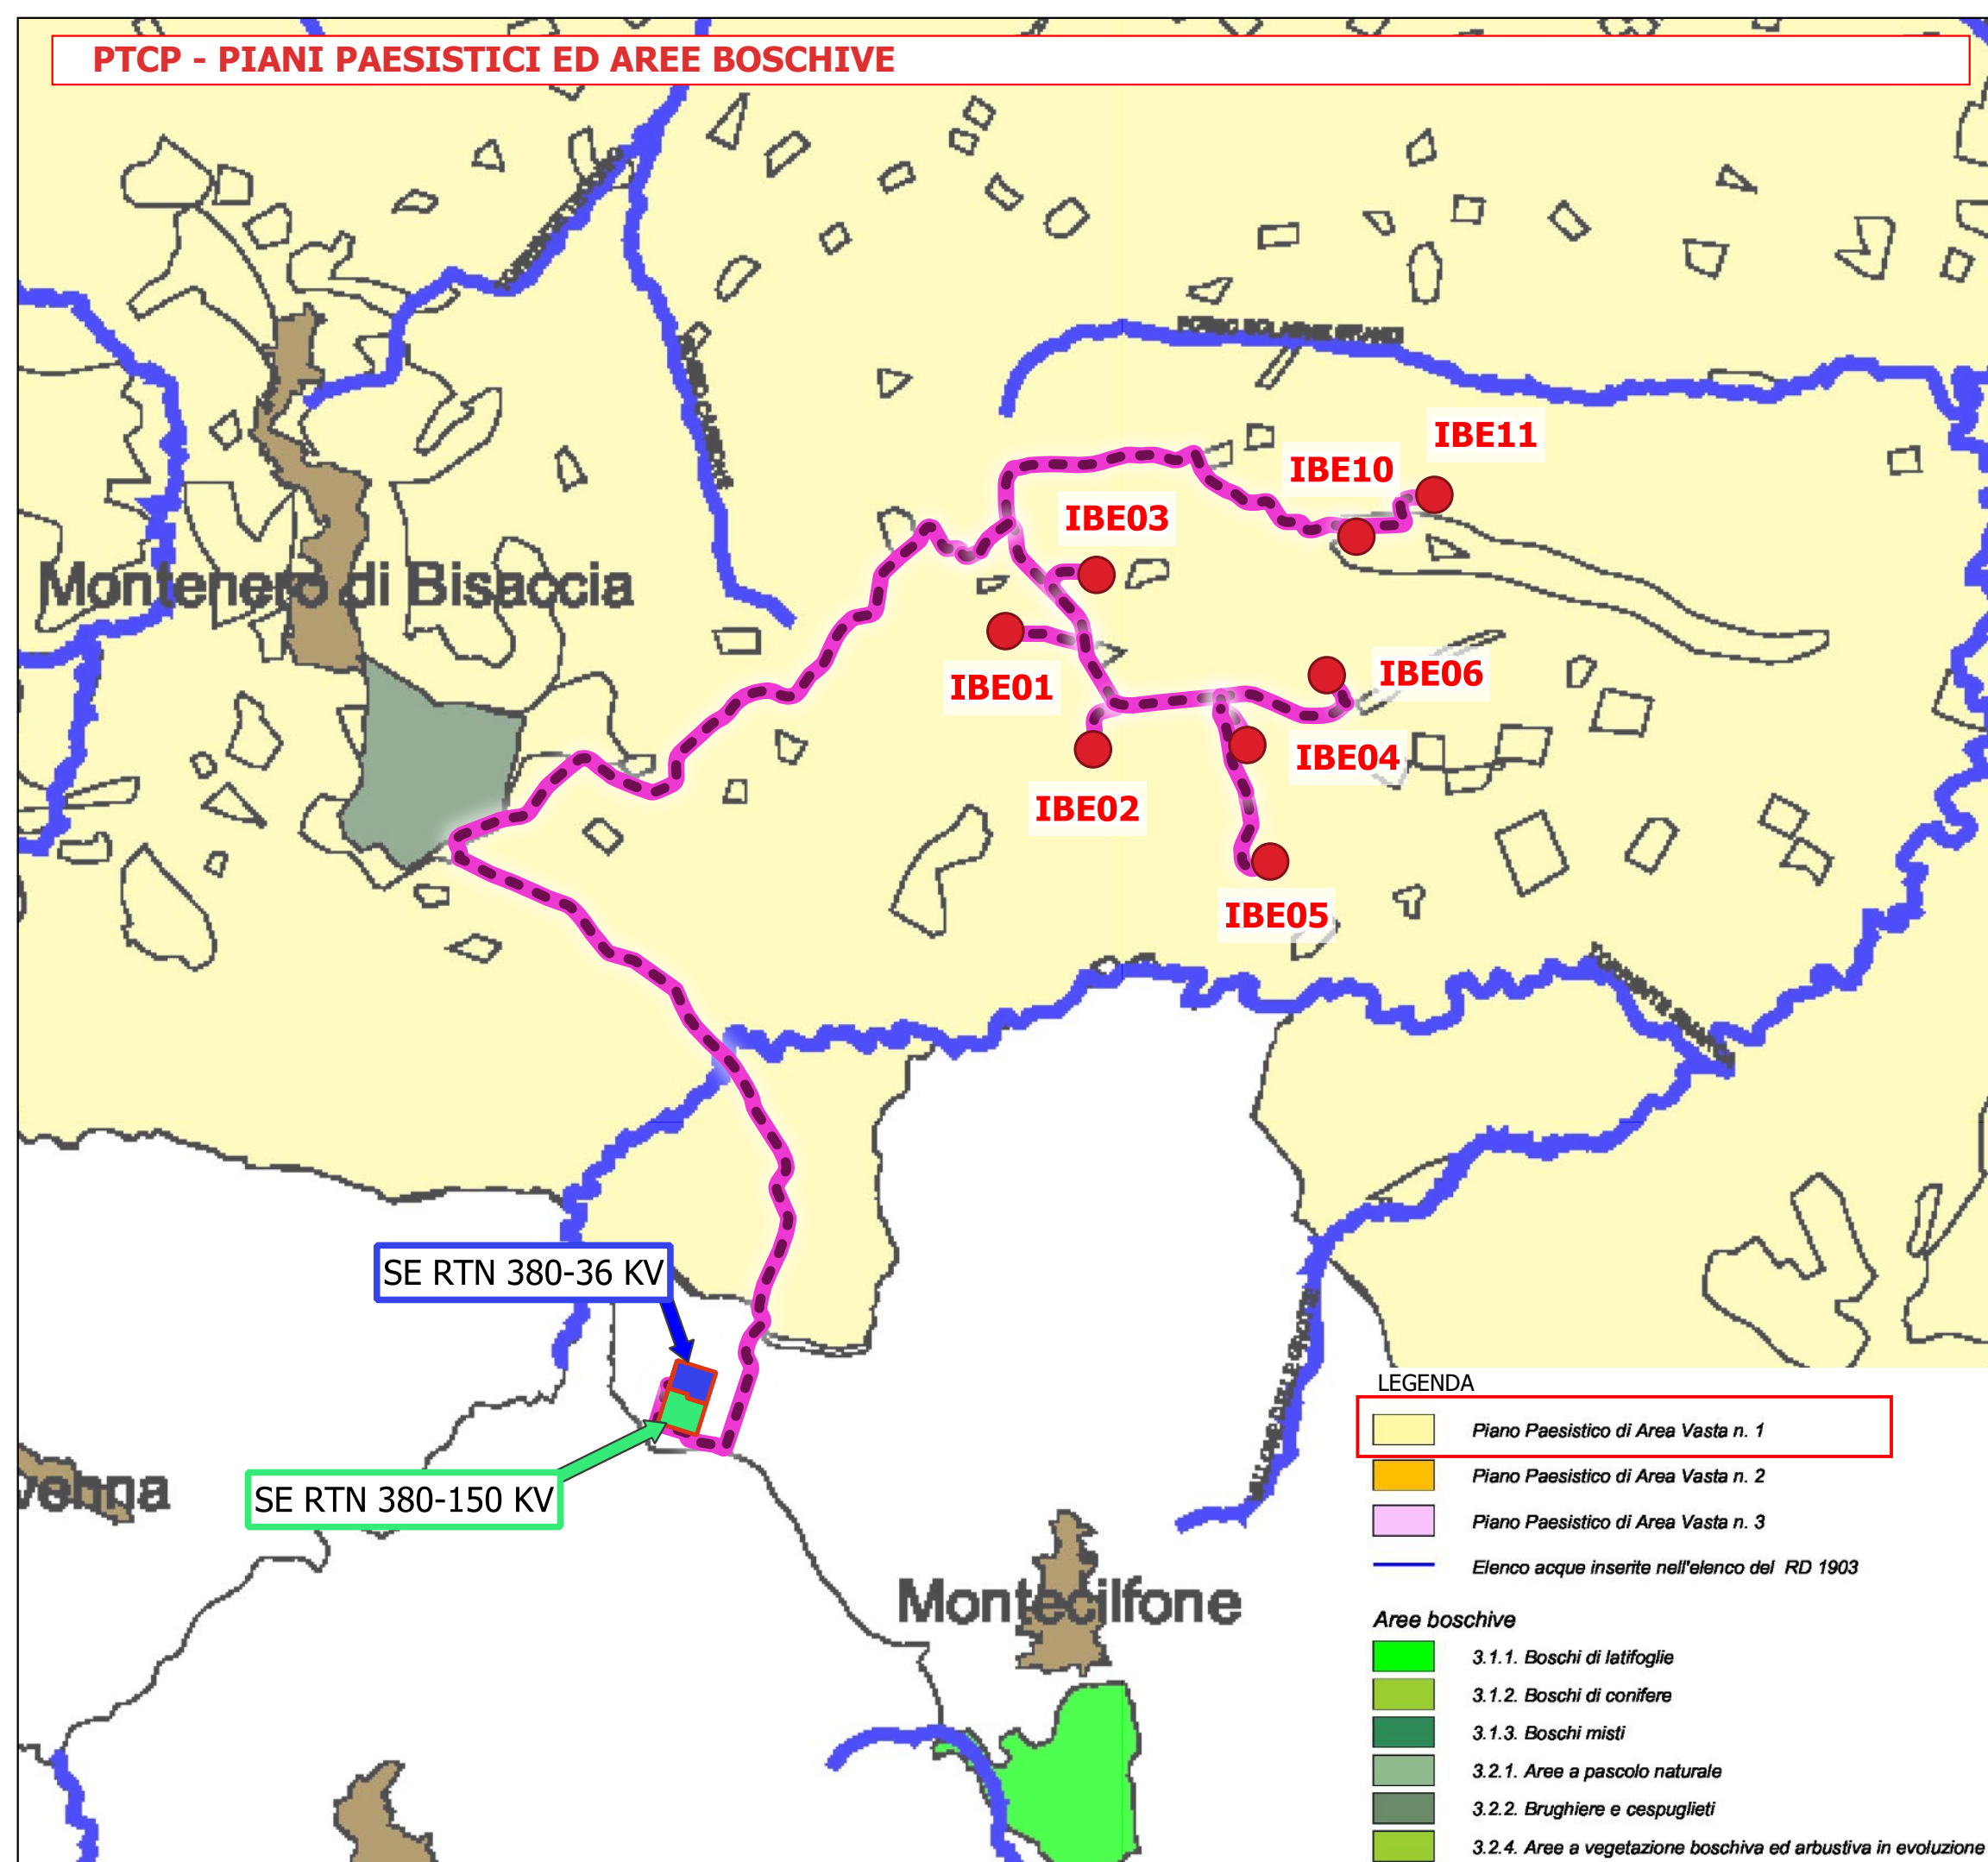 PTCP - PIANI PAESISTICI ED AREE BOSCHIVE
IBE11
IBE10
IBE03
Montenero di Bisaccia
IBE01
IBE06
IBE04
IBE02
IBE05
SE RTN 380-36 KV
SE RTN 380-150 KV
Montecilfone
LEGENDA
Piano Paesistico di Area Vasta n. 1
Piano Paesistico di Area Vasta n. 2
Piano Paesistico di Area Vasta n. 3
Elenco acque inserite nell'elenco del RD 1903
Aree boschive
3.1.1. Boschi di latifoglie
3.1.2. Boschi di conifere
3.1.3. Boschi misti
3.2.1. Aree a pascolo naturale
3.2.2. Brughiere e cespuglieti
3.2.4. Aree a vegetazione boschiva ed arbustiva in evoluzione